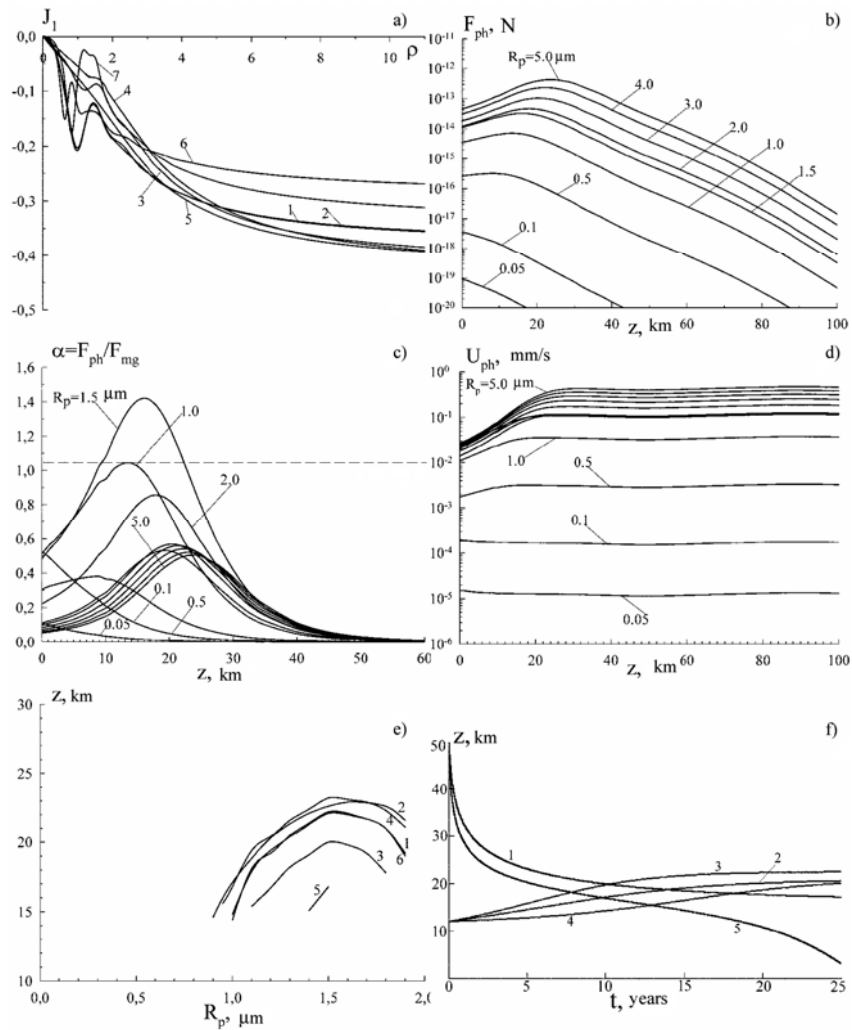 J₁
a)
0,0
0 2 4 6 8 10
ρ
-0,1
-0,2
-0,3
-0,4
-0,5
2
7
4
6
1
2
3
5
F_ph, N
b)
10⁻¹¹
10⁻¹²
10⁻¹³
10⁻¹⁴
10⁻¹⁵
10⁻¹⁶
10⁻¹⁷
10⁻¹⁸
10⁻¹⁹
10⁻²⁰
R_p=5.0 μm
4.0
3.0
2.0
1.0
1.5
0.5
0.1
0.05
0 20 40 60 80 100
z, km
α=F_ph/F_mg
c)
1,6
1,4
1,2
1,0
0,8
0,6
0,4
0,2
0,0
R_p=1.5 μm
1.0
2,0
5.0
0.1
0.5
0.05
0 10 20 30 40 50 60
z, km
U_ph, mm/s
d)
10⁰
10⁻¹
10⁻²
10⁻³
10⁻⁴
10⁻⁵
10⁻⁶
R_p=5.0 μm
1.0
0.5
0.1
0.05
0 20 40 60 80 100
z, km
z, km
e)
30
25
20
15
10
2
4
1
6
3
5
0,0 0,5 1,0 1,5 2,0
R_p, μm
z, km
f)
50
40
30
20
10
1
3
2
4
5
0 5 10 15 20 25
t, years